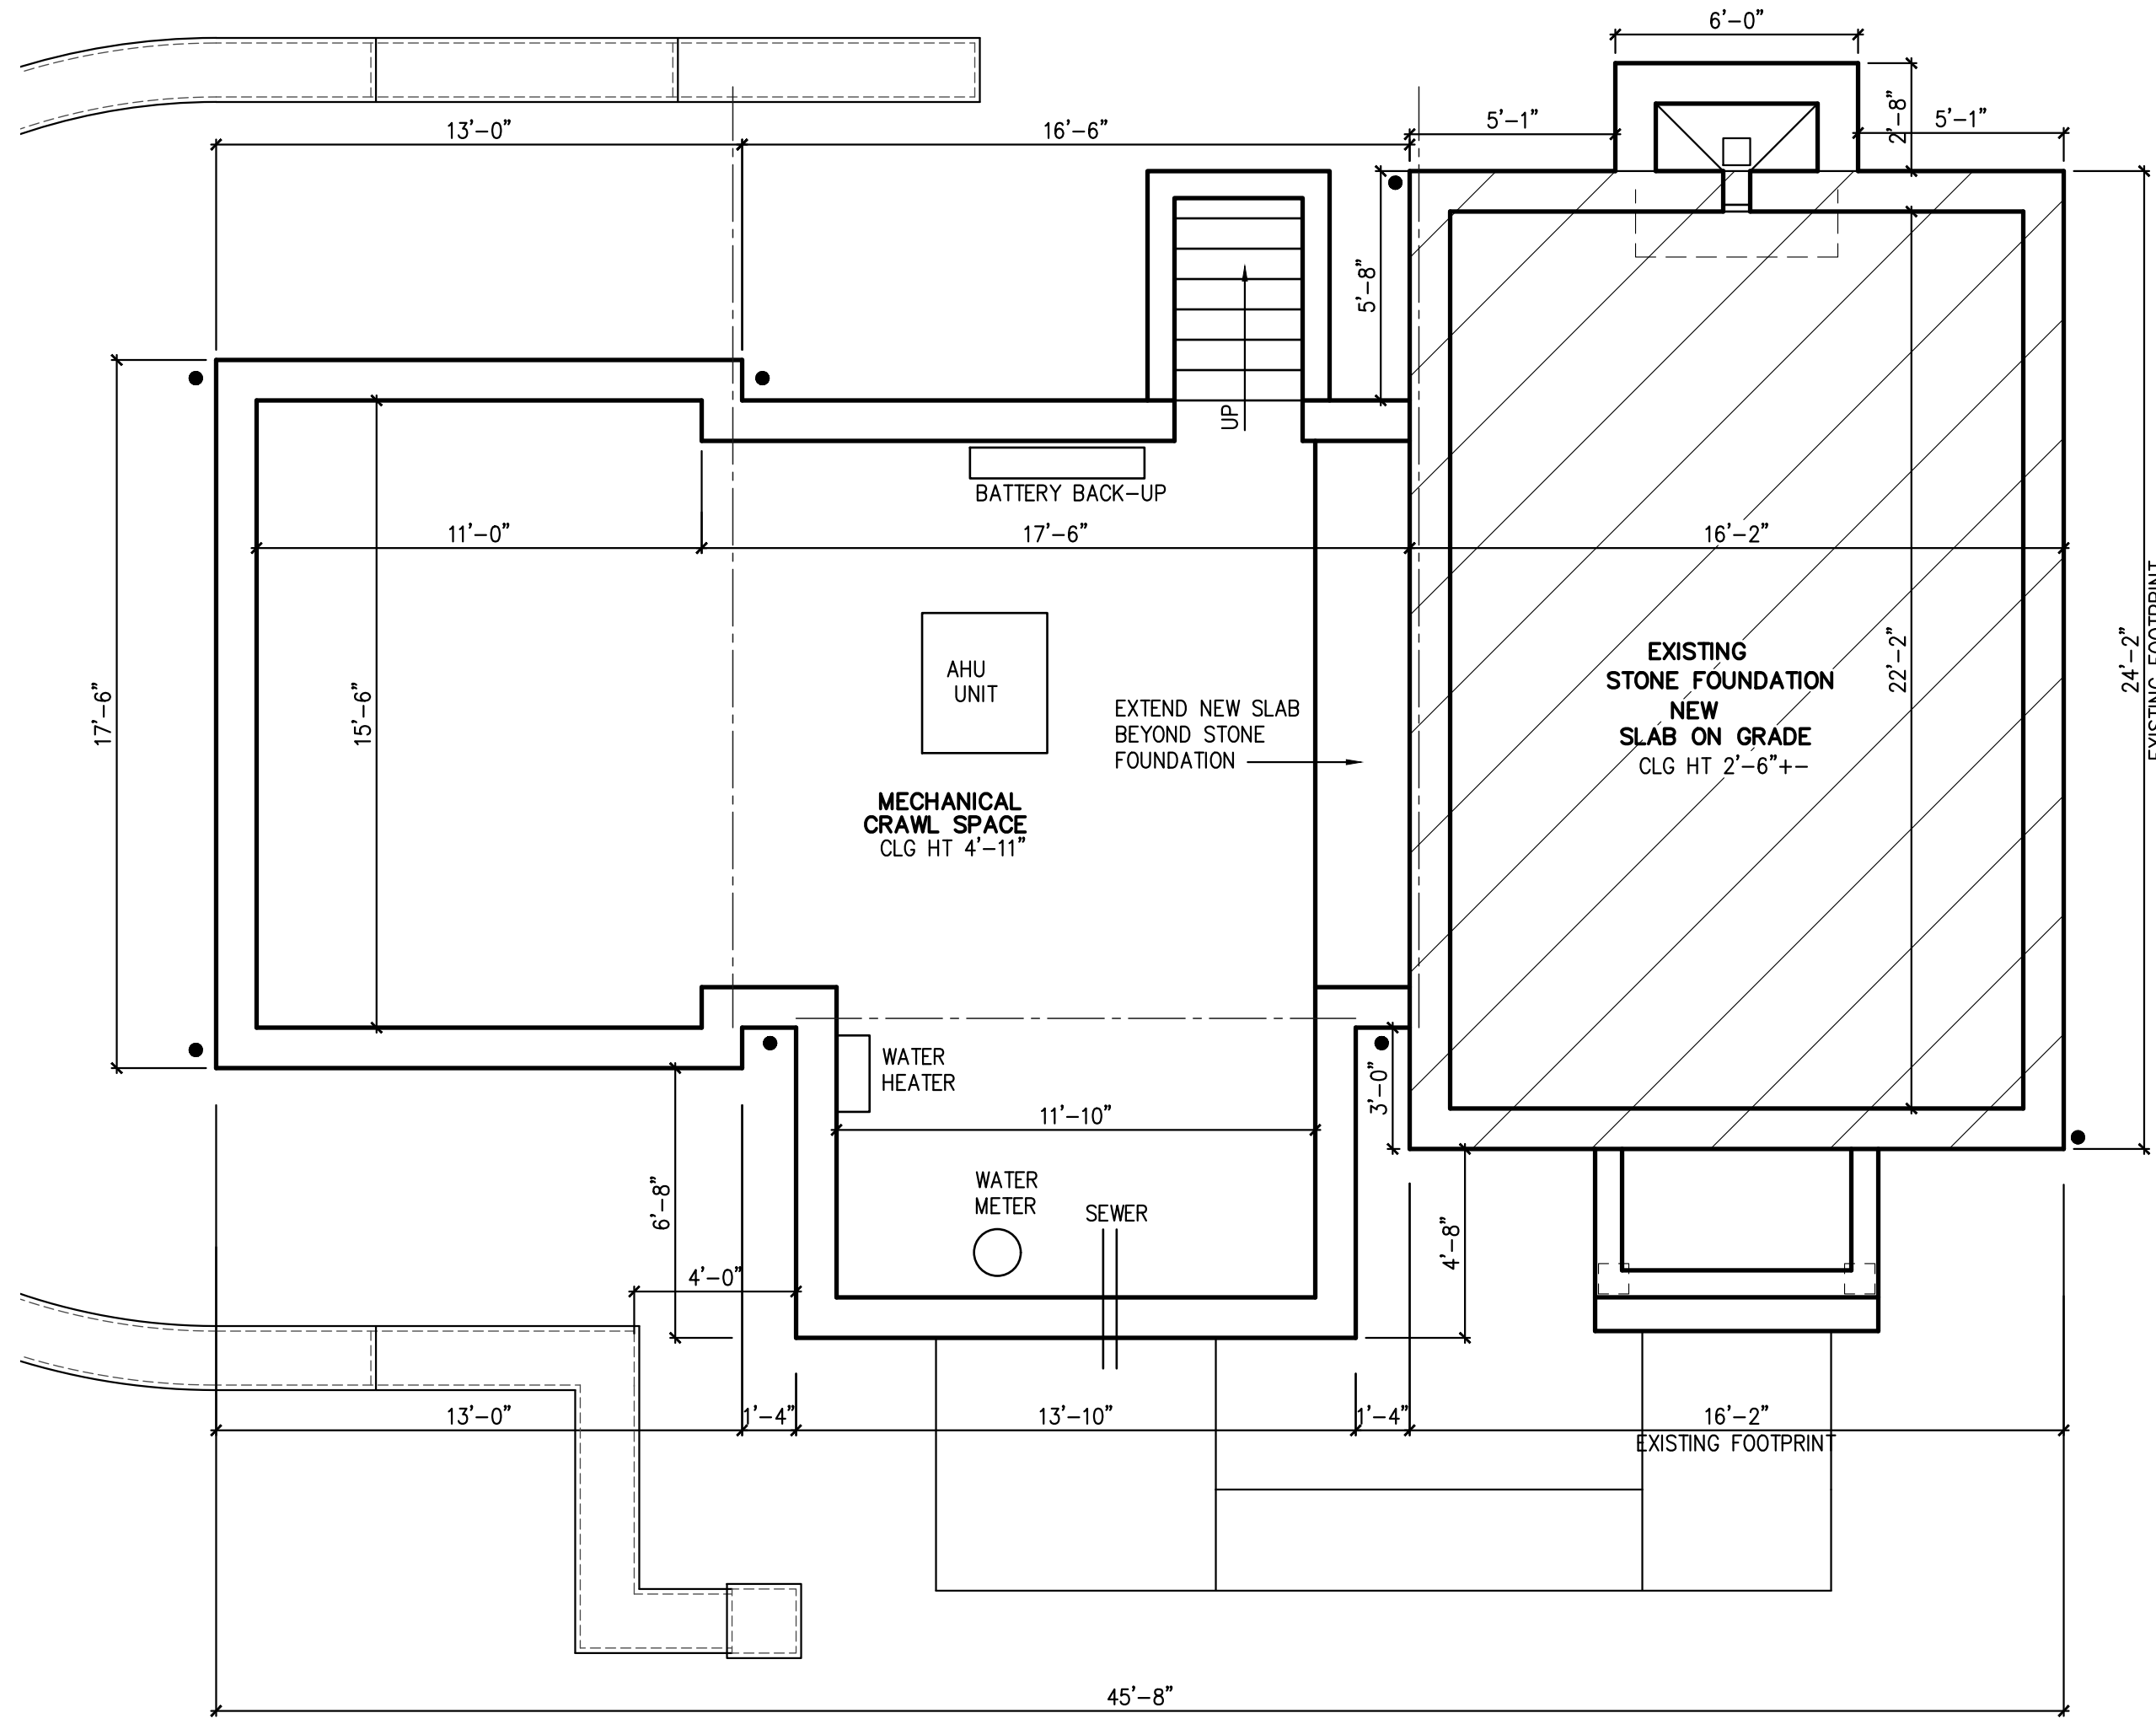 6'-0"
2'-8"
5'-1"
5'-1"
13'-0"
16'-6"
5'-8"
UP
BATTERY BACK-UP
11'-0"
17'-6"
16'-2"
17'-6"
15'-6"
AHU
UNIT
EXTEND NEW SLAB
BEYOND STONE
FOUNDATION
EXISTING
STONE FOUNDATION
NEW
SLAB ON GRADE
CLG HT 2'-6"+-
22'-2"
24'-2"
EXISTING FOOTPRINT
MECHANICAL
CRAWL SPACE
CLG HT 4'-11"
WATER
HEATER
11'-10"
3'-0"
WATER
METER
SEWER
6'-8"
4'-0"
4'-8"
13'-0"
1'-4"
13'-10"
1'-4"
16'-2"
EXISTING FOOTPRINT
45'-8"